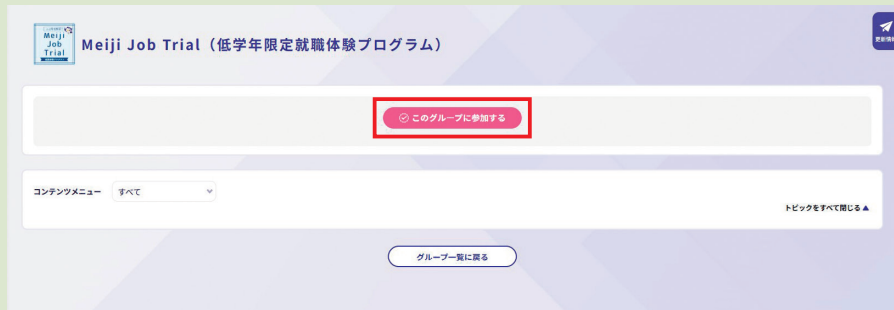 Meiji
Job
Trial
Meiji Job Trial（低学年限定就職体験プログラム）
更新情報
このグループに参加する
コンテンツメニュー すべて
トピックをすべて閉じる▲
グループ一覧に戻る